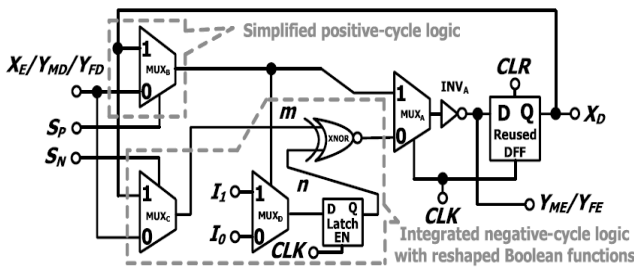 Simplified positive-cycle logic
X_E/Y_MD/Y_FD
1
MUX_B
0
S_P
S_N
m
XNOR
n
1
MUX_A
0
INV_A
CLR
D Q
Reused
DFF
X_D
1
MUX_C
0
I_1
1
MUX_D
I_0
0
D Q
Latch
EN
CLK
CLK
Y_ME/Y_FE
Integrated negative-cycle logic
with reshaped Boolean functions